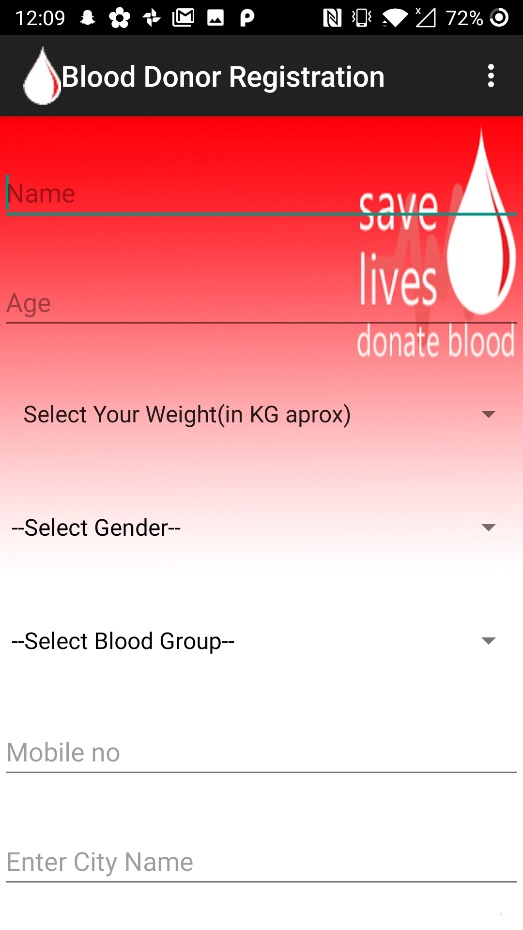 12:09 72%
Blood Donor Registration
Name
save
lives
donate blood
Age
Select Your Weight(in KG aprox)
--Select Gender--
--Select Blood Group--
Mobile no
Enter City Name